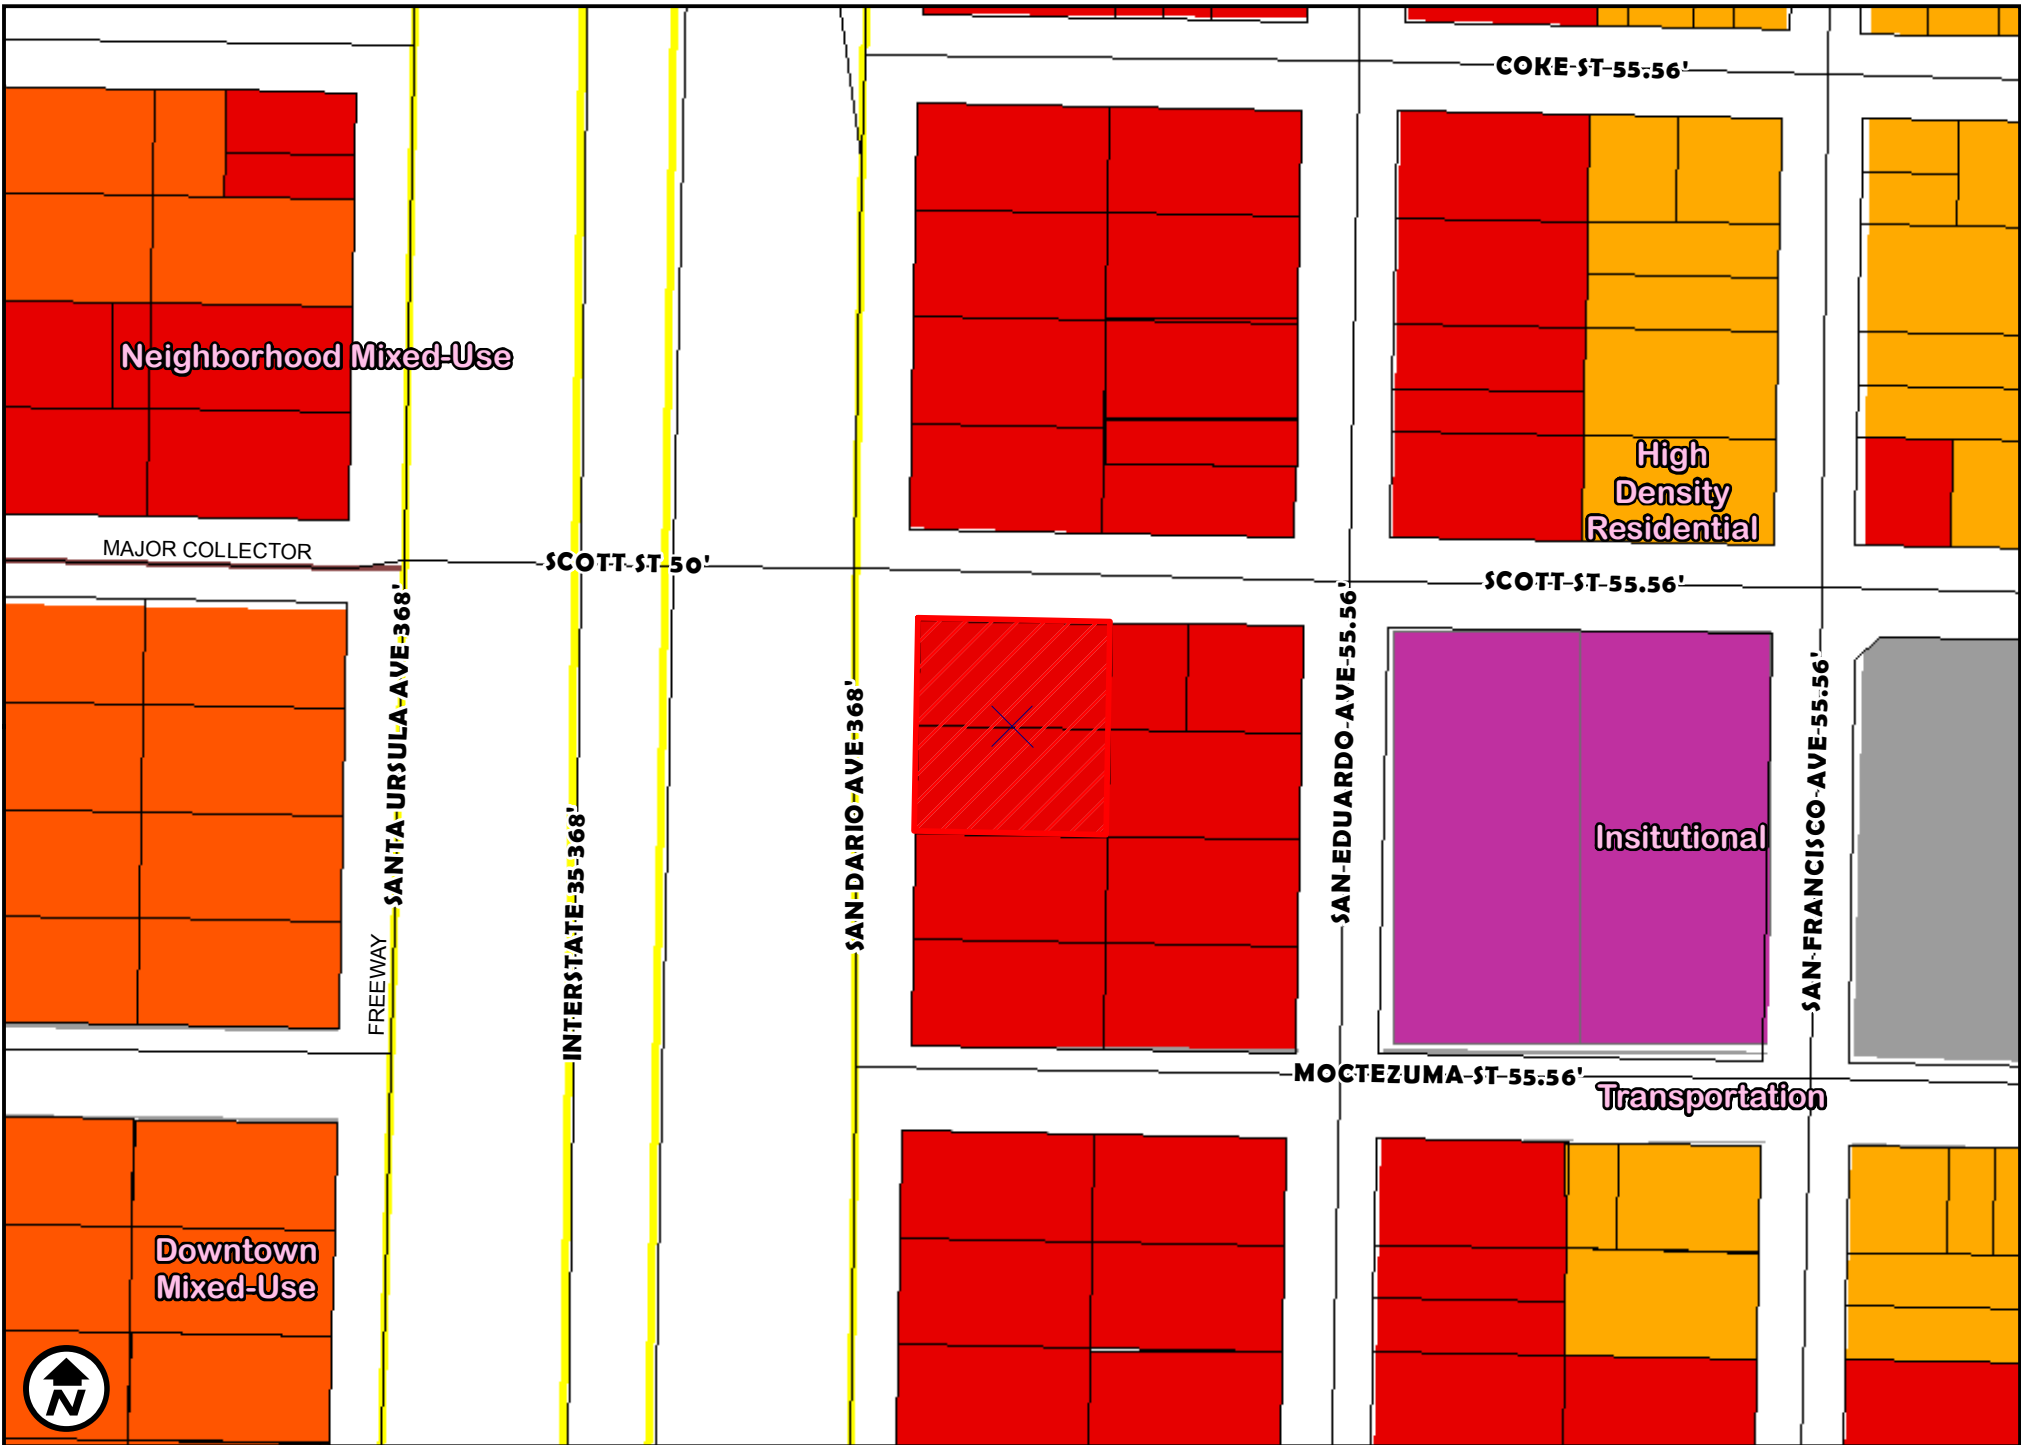 COKE ST 55.56'
Neighborhood Mixed-Use
High
Density
Residential
MAJOR COLLECTOR
SCOTT ST 50'
SCOTT ST 55.56'
SANTA URSULA AVE 368'
INTERSTATE 35 368'
SAN DARIO AVE 368'
SAN EDUARDO AVE 55.56'
SAN FRANCISCO AVE 55.56'
Insitutional
FREEWAY
MOCTEZUMA ST 55.56'
Transportation
Downtown
Mixed-Use
N